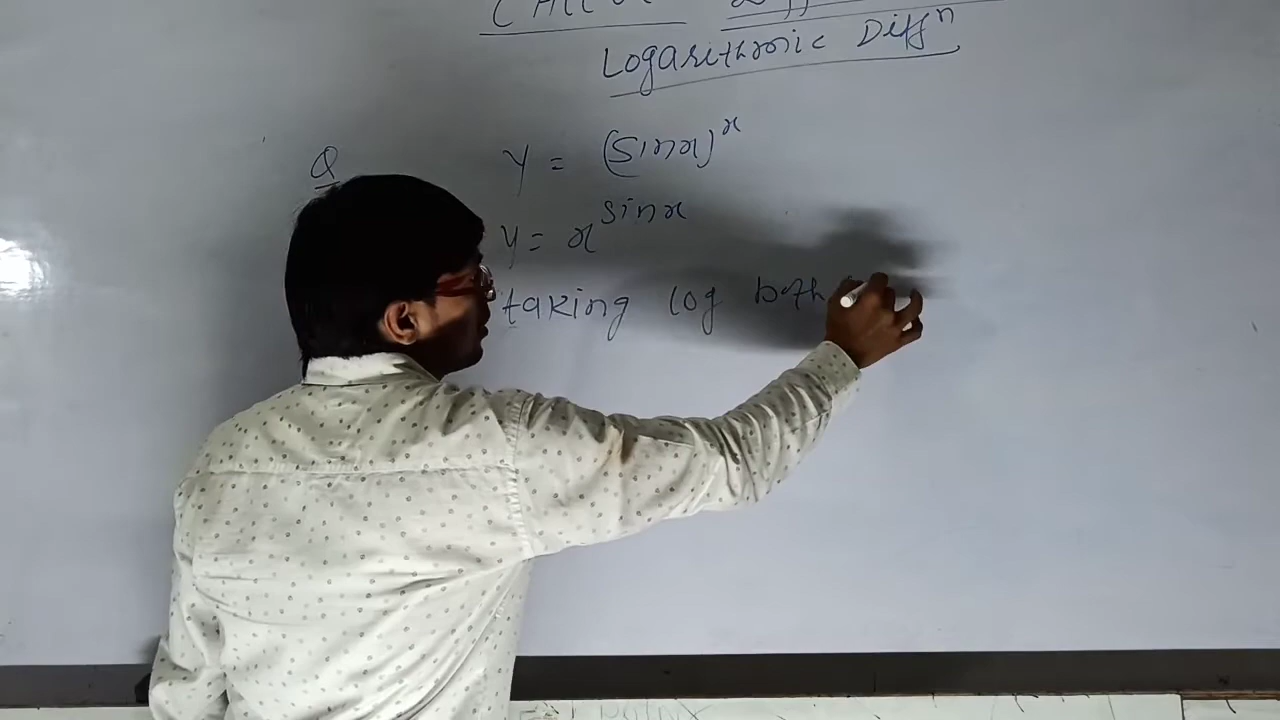 Logarithmic Diffⁿ
Q y = (sinx)^x
y = x^sinx
taking log both